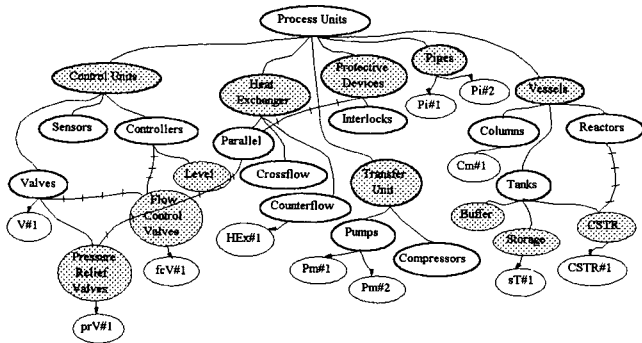 Process Units
Control Units
Heat
Exchanger
Protective
Devices
Pipes
Vessels
Pi#1
Pi#2
Sensors
Controllers
Parallel
Interlocks
Columns
Reactors
Level
Crossflow
Transfer
Unit
Cm#1
Valves
Tanks
V#1
Flow
Control
Valves
Counterflow
Buffer
CSTR
HEx#1
Pumps
Storage
Pressure
Relief
Valves
fcV#1
Pm#1
Compressors
CSTR#1
Pm#2
sT#1
prV#1